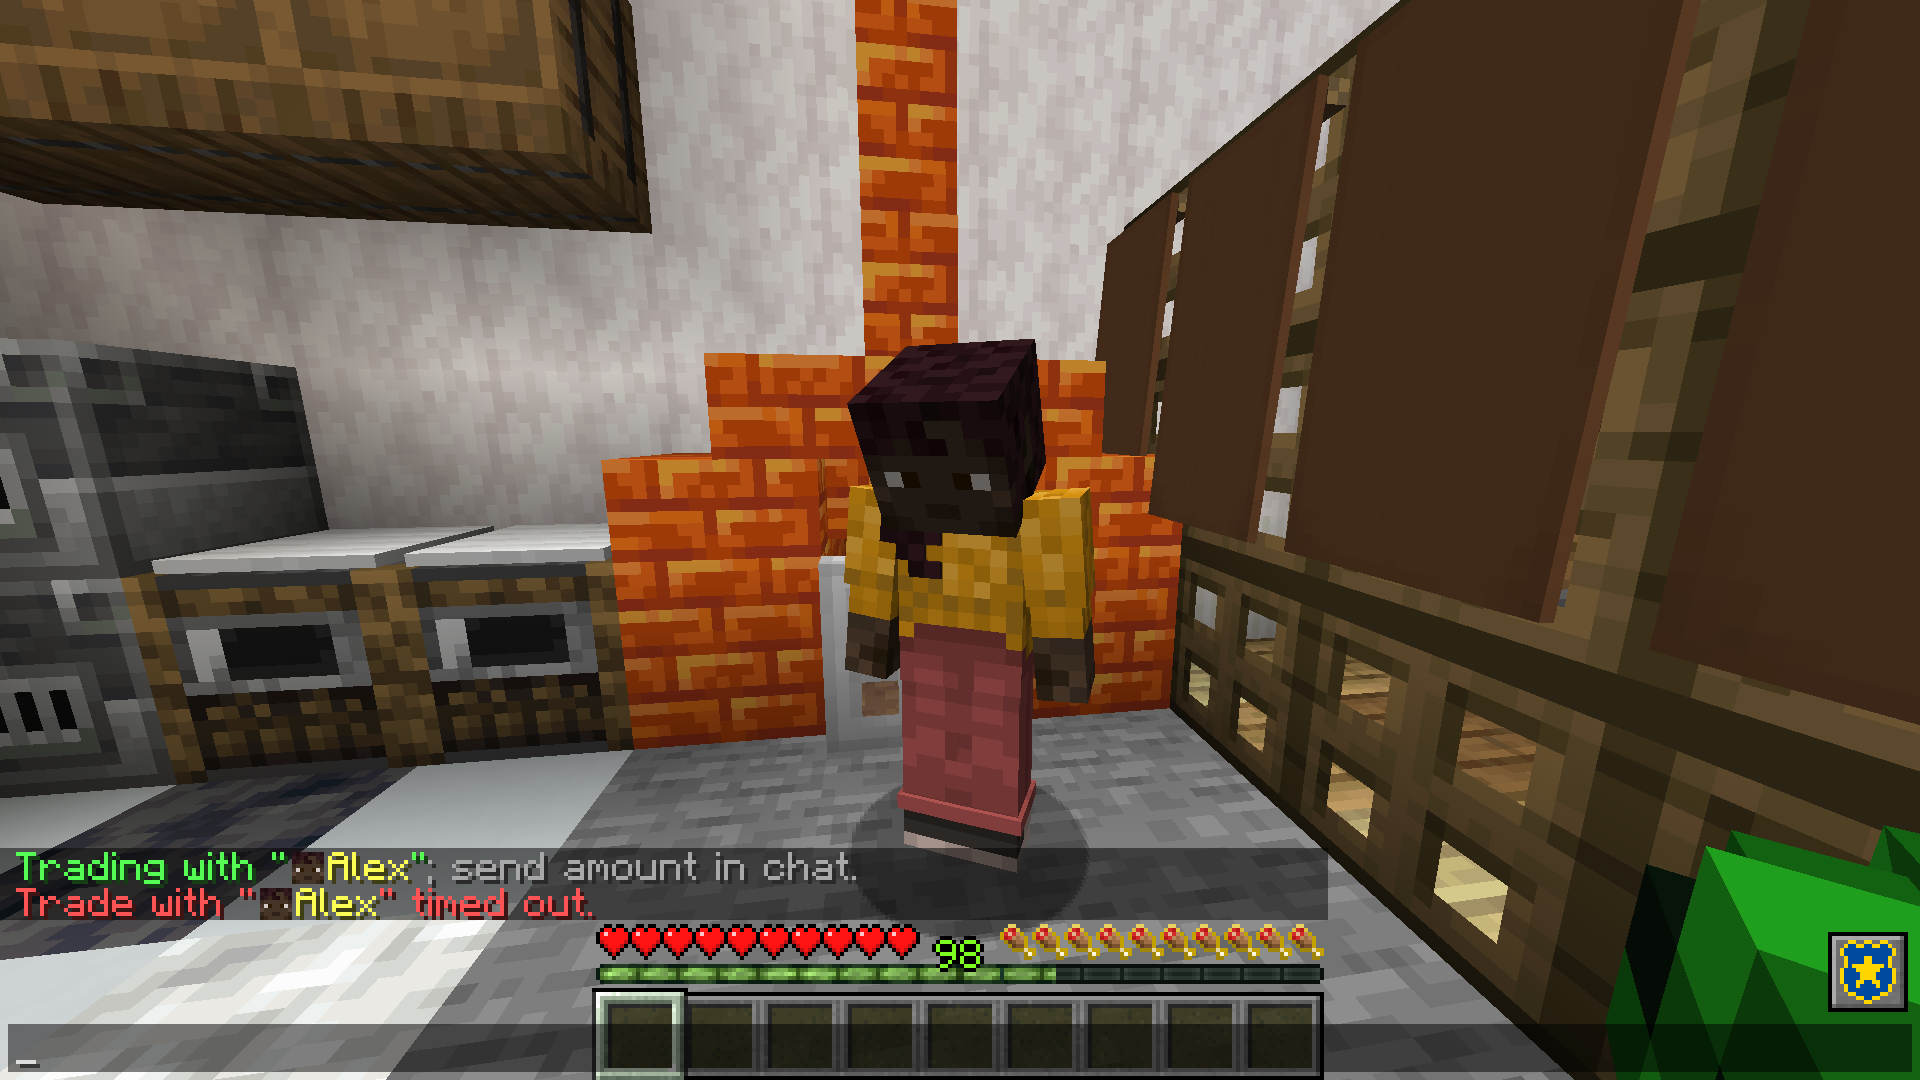 Trading with "Alex"; send amount in chat.
Trade with "Alex" timed out.
98
_